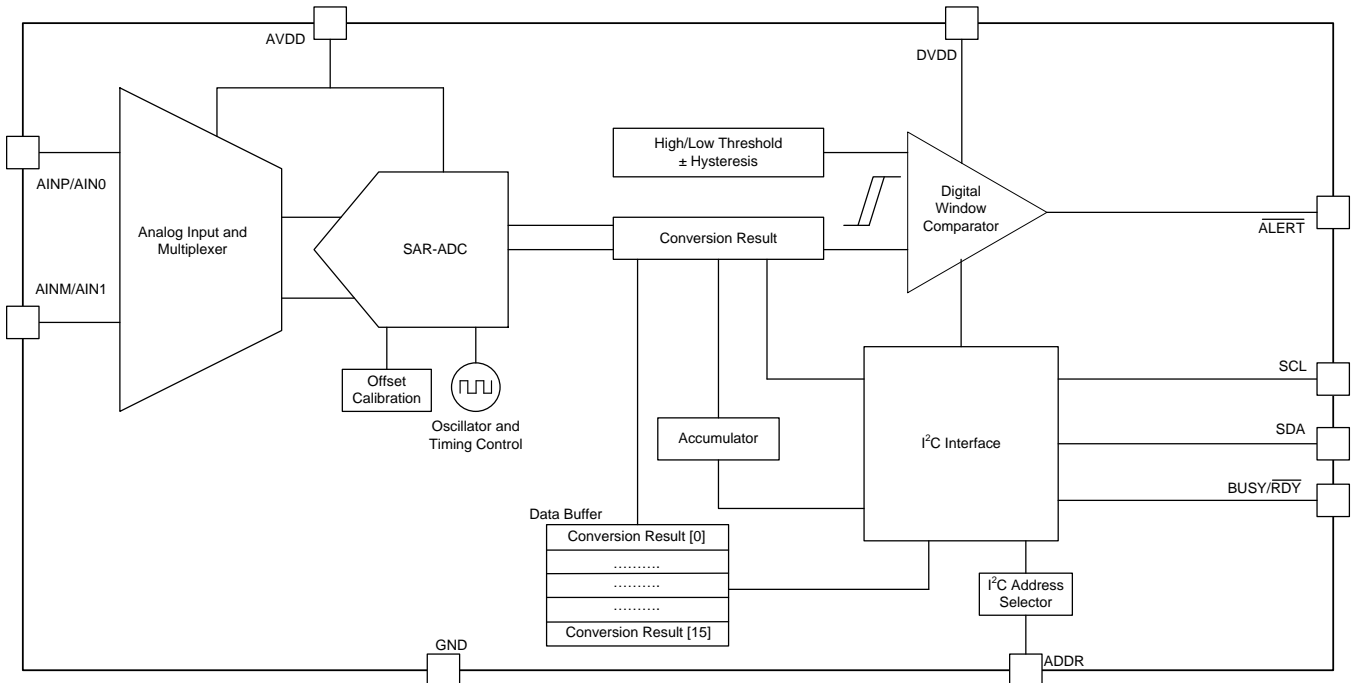 AVDD
DVDD
AINP/AIN0
AINM/AIN1
Analog Input and
Multiplexer
SAR-ADC
Offset
Calibration
Oscillator and
Timing Control
High/Low Threshold
± Hysteresis
Conversion Result
Digital
Window
Comparator
ALERT
Accumulator
I²C Interface
SCL
SDA
BUSY/RDY
Data Buffer
Conversion Result [0]
..........
..........
..........
Conversion Result [15]
I²C Address
Selector
GND
ADDR